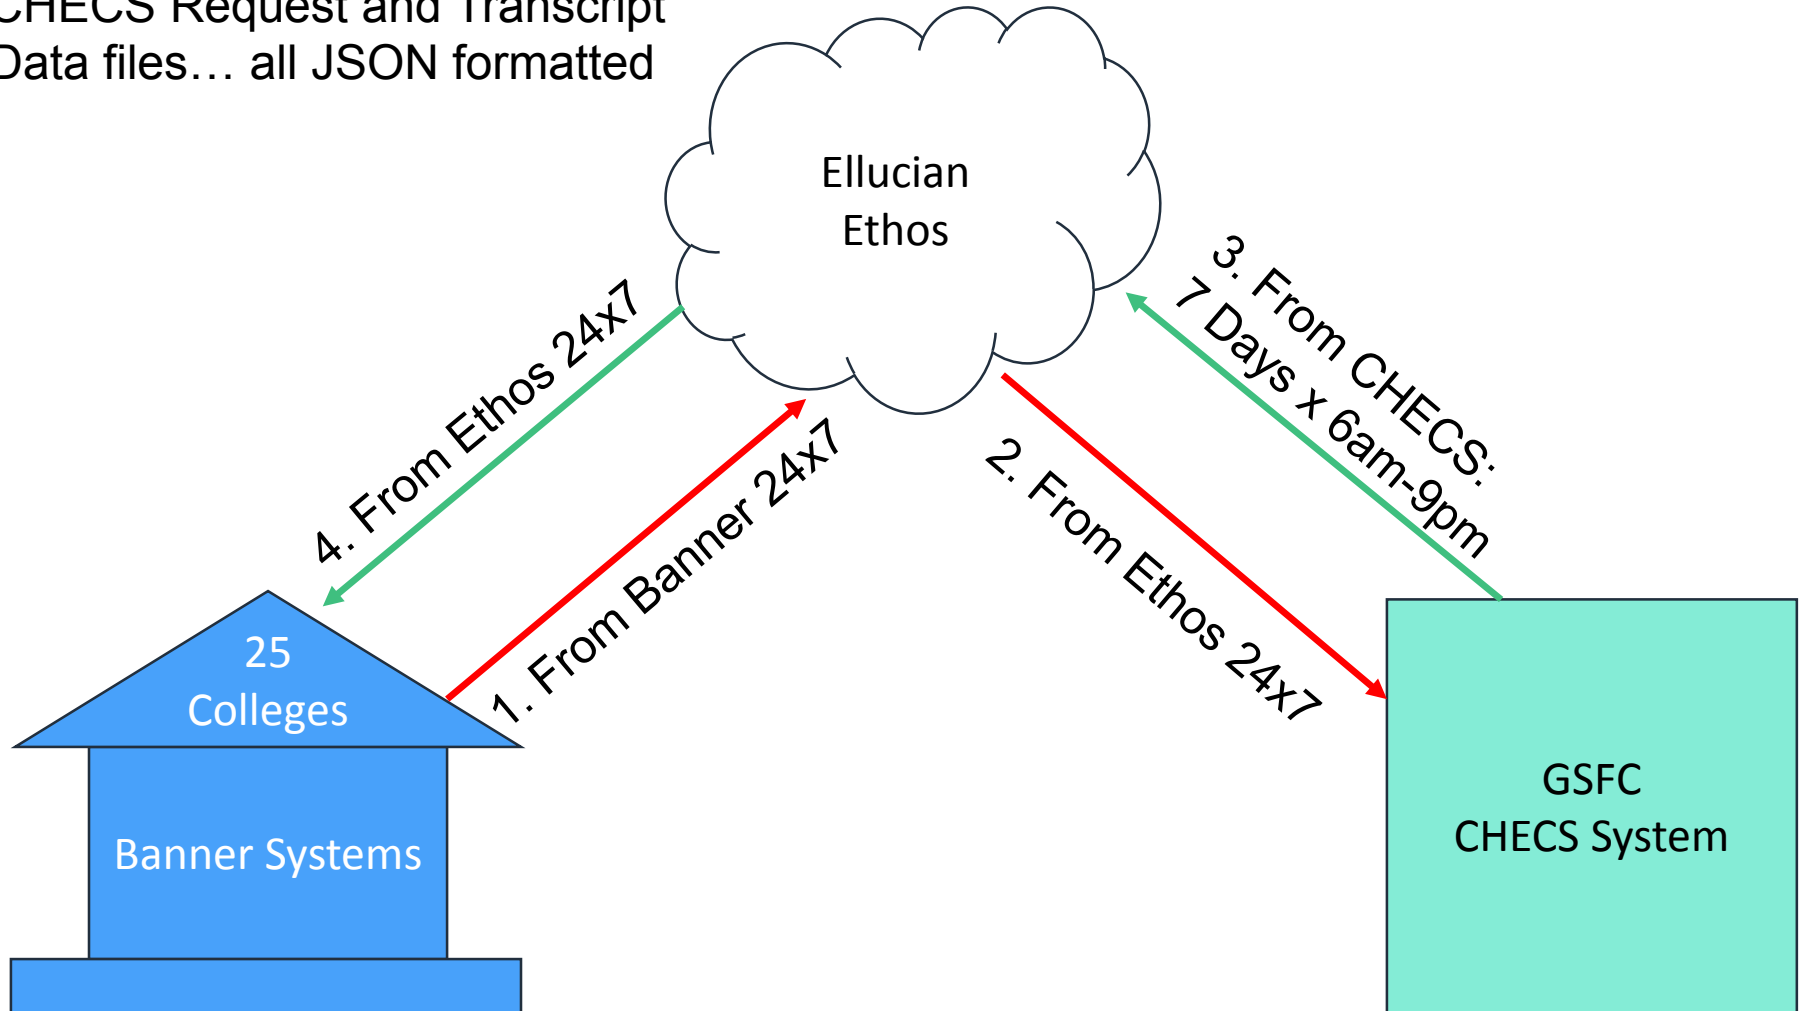 CHECS Request and Transcript
Data files... all JSON formatted
Ellucian
Ethos
3. From CHECS:
7 Days x 6am-9pm
4. From Ethos 24x7
1. From Banner 24x7
2. From Ethos 24x7
25
Colleges
Banner Systems
GSFC
CHECS System